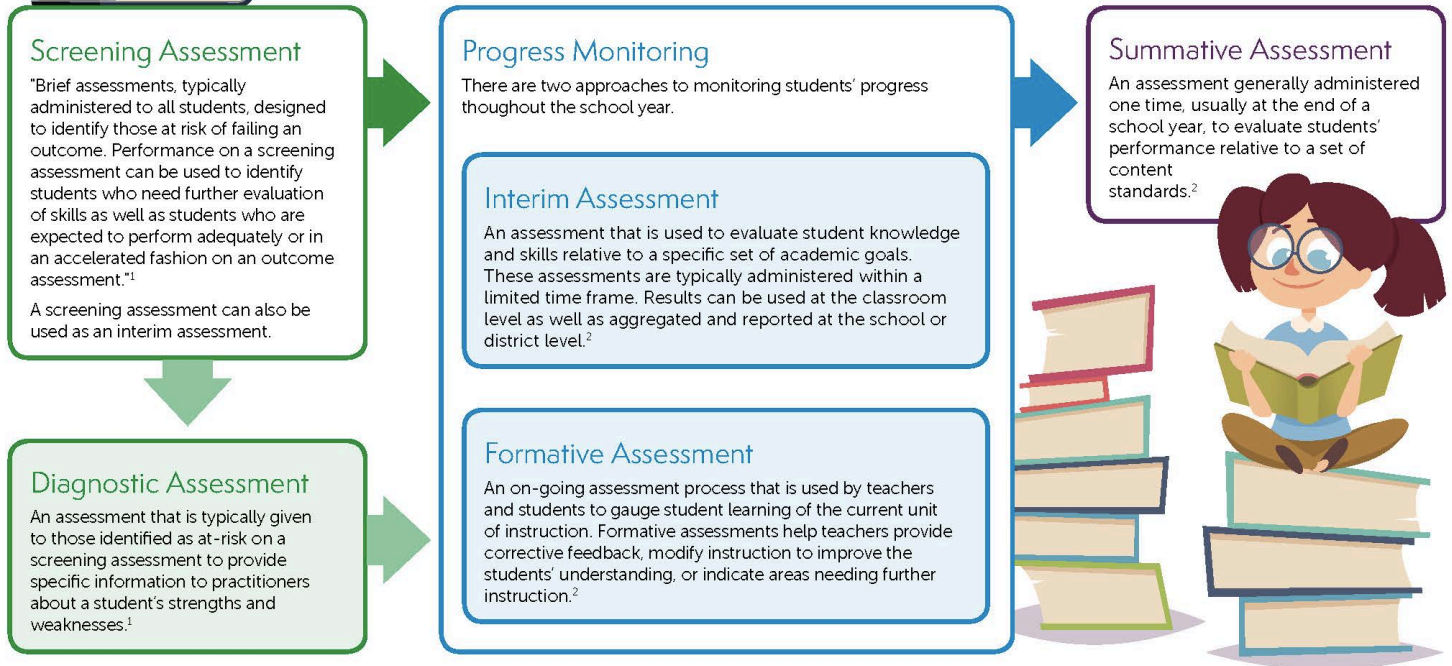 Screening Assessment
"Brief assessments, typically
administered to all students, designed
to identify those at risk of failing an
outcome. Performance on a screening
assessment can be used to identify
students who need further evaluation
of skills as well as students who are
expected to perform adequately or in
an accelerated fashion on an outcome
assessment."¹
A screening assessment can also be
used as an interim assessment.
Diagnostic Assessment
An assessment that is typically given
to those identified as at-risk on a
screening assessment to provide
specific information to practitioners
about a student's strengths and
weaknesses.¹
Progress Monitoring
There are two approaches to monitoring students' progress
thoughout the school year.
Interim Assessment
An assessment that is used to evaluate student knowledge
and skills relative to a specific set of academic goals.
These assessments are typically administered within a
limited time frame. Results can be used at the classroom
level as well as aggregated and reported at the school or
district level.²
Formative Assessment
An on-going assessment process that is used by teachers
and students to gauge student learning of the current unit
of instruction. Formative assessments help teachers provide
corrective feedback, modify instruction to improve the
students' understanding, or indicate areas needing further
instruction.²
Summative Assessment
An assessment generally administered
one time, usually at the end of a
school year, to evaluate students'
performance relative to a set of
content
standards.²